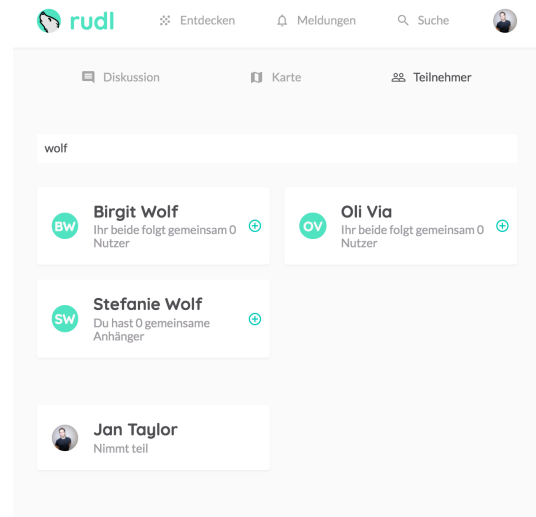 rudl
Entdecken
Meldungen
Suche
Diskussion
Karte
Teilnehmer
wolf
BW
Birgit Wolf
Ihr beide folgt gemeinsam 0
Nutzer
OV
Oli Via
Ihr beide folgt gemeinsam 0
Nutzer
SW
Stefanie Wolf
Du hast 0 gemeinsame
Anhänger
Jan Taylor
Nimmt teil